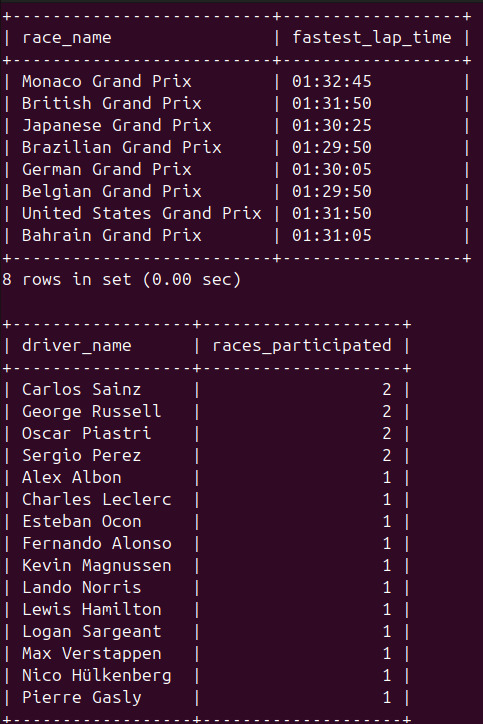 +--------------------------+------------------+
| race_name                | fastest_lap_time |
+--------------------------+------------------+
| Monaco Grand Prix        | 01:32:45         |
| British Grand Prix       | 01:31:50         |
| Japanese Grand Prix      | 01:30:25         |
| Brazilian Grand Prix     | 01:29:50         |
| German Grand Prix        | 01:30:05         |
| Belgian Grand Prix       | 01:29:50         |
| United States Grand Prix | 01:31:50         |
| Bahrain Grand Prix       | 01:31:05         |
+--------------------------+------------------+
8 rows in set (0.00 sec)

+------------------+--------------------+
| driver_name      | races_participated |
+------------------+--------------------+
| Carlos Sainz     |                  2 |
| George Russell   |                  2 |
| Oscar Piastri    |                  2 |
| Sergio Perez     |                  2 |
| Alex Albon       |                  1 |
| Charles Leclerc  |                  1 |
| Esteban Ocon     |                  1 |
| Fernando Alonso  |                  1 |
| Kevin Magnussen  |                  1 |
| Lando Norris     |                  1 |
| Lewis Hamilton   |                  1 |
| Logan Sargeant   |                  1 |
| Max Verstappen   |                  1 |
| Nico Hülkenberg  |                  1 |
| Pierre Gasly     |                  1 |
+------------------+--------------------+